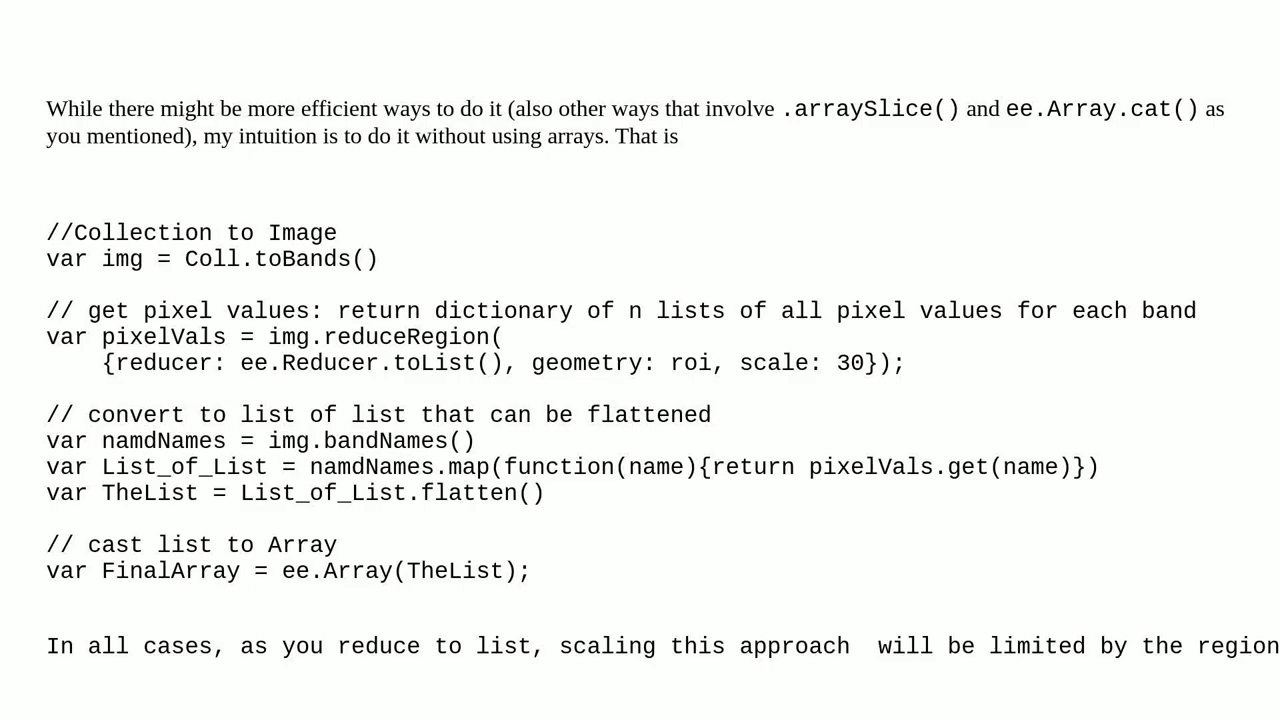 While there might be more efficient ways to do it (also other ways that involve .arraySlice() and ee.Array.cat() as
you mentioned), my intuition is to do it without using arrays. That is
//Collection to Image
var img = Coll.toBands()
// get pixel values: return dictionary of n lists of all pixel values for each band
var pixelVals = img.reduceRegion(
    {reducer: ee.Reducer.toList(), geometry: roi, scale: 30});
// convert to list of list that can be flattened
var namdNames = img.bandNames()
var List_of_List = namdNames.map(function(name){return pixelVals.get(name)})
var TheList = List_of_List.flatten()
// cast list to Array
var FinalArray = ee.Array(TheList);
In all cases, as you reduce to list, scaling this approach  will be limited by the region